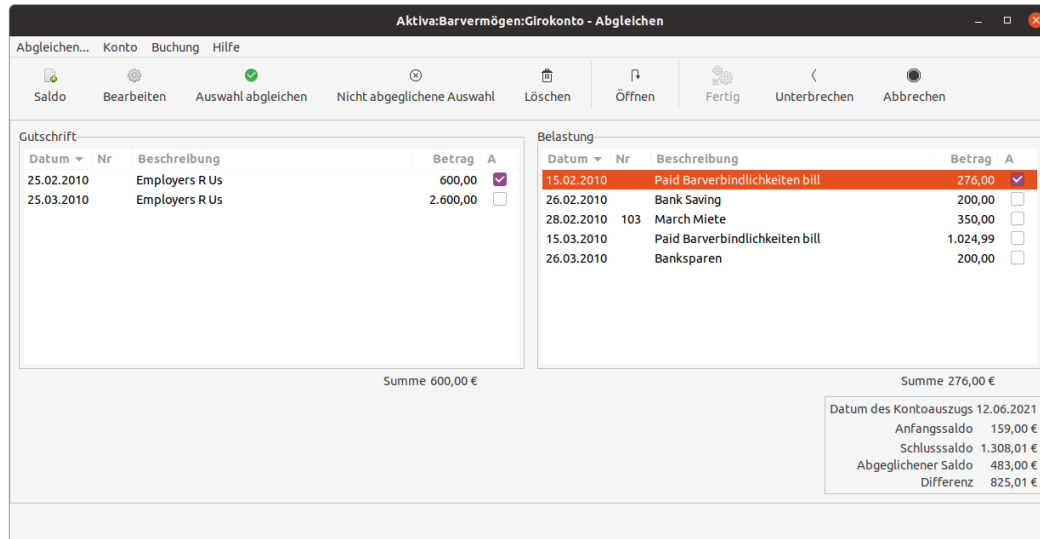 Aktiva:Barvermögen:Girokonto - Abgleichen
Abgleichen... Konto Buchung Hilfe
Saldo Bearbeiten Auswahl abgleichen Nicht abgeglichene Auswahl Löschen Öffnen Fertig Unterbrechen Abbrechen
Gutschrift
Datum Nr Beschreibung Betrag A
25.02.2010 Employers R Us 600,00
25.03.2010 Employers R Us 2.600,00
Summe 600,00 €
Belastung
Datum Nr Beschreibung Betrag A
15.02.2010 Paid Barverbindlichkeiten bill 276,00
26.02.2010 Bank Saving 200,00
28.02.2010 103 March Miete 350,00
15.03.2010 Paid Barverbindlichkeiten bill 1.024,99
26.03.2010 Banksparen 200,00
Summe 276,00 €
Datum des Kontoauszugs 12.06.2021
Anfangssaldo 159,00 €
Schlusssaldo 1.308,01 €
Abgeglichener Saldo 483,00 €
Differenz 825,01 €